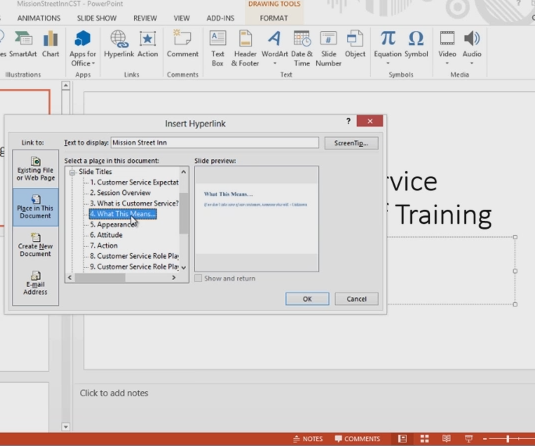 MissionStreetInnCST - PowerPoint
DRAWING TOOLS
ANIMATIONS SLIDE SHOW REVIEW VIEW ADD-INS FORMAT
SmartArt Chart Apps for Office Hyperlink Action Comment Text Box Header & Footer WordArt Date & Time Slide Number Object Equation Symbol Video Audio
Illustrations Apps Links Comments Text Symbols Media
Insert Hyperlink
?
Link to:
Text to display: Mission Street Inn
ScreenTip...
Existing File or Web Page
Place in This Document
Create New Document
E-mail Address
Select a place in this document:
Slide Titles
1. Customer Service Expectat
2. Session Overview
3. What is Customer Service?
4. What This Means...
5. Appearance
6. Attitude
7. Action
8. Customer Service Role Play
9. Customer Service Role Play
Slide preview:
What This Means…
Show and return
OK Cancel
rvice
Training
Click to add notes
NOTES COMMENTS